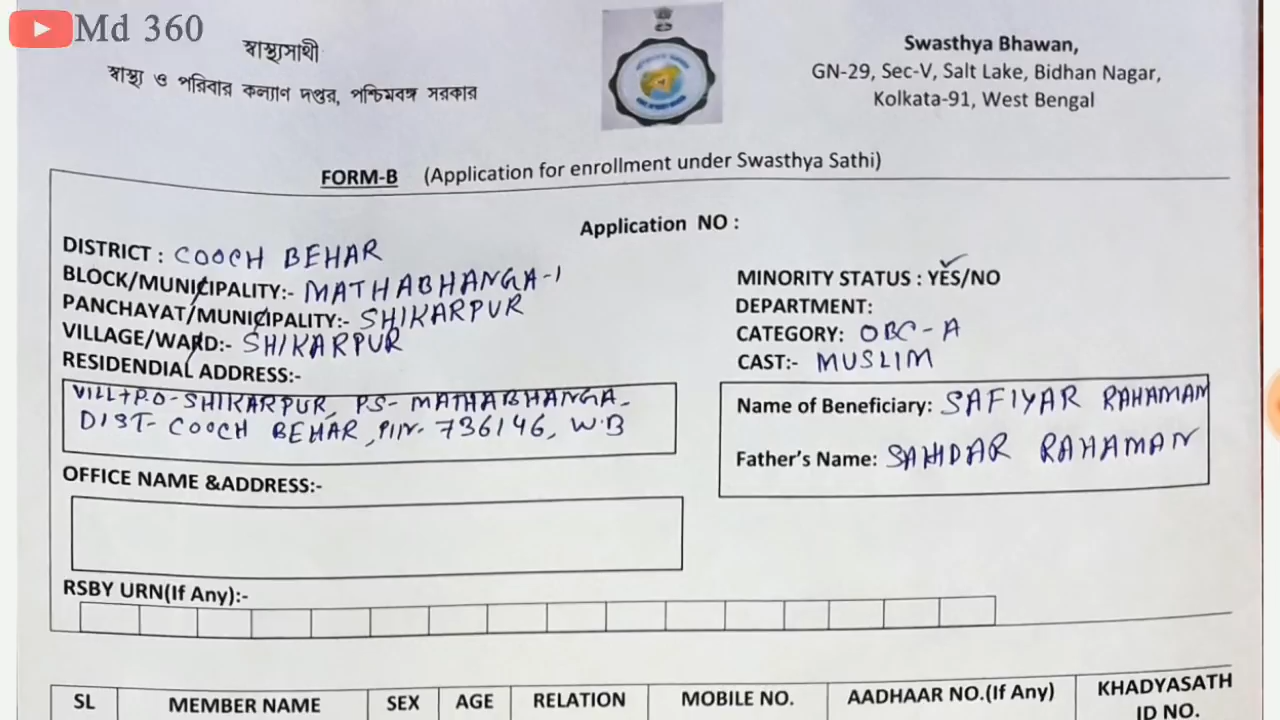 Md 360
স্বাস্থ্যসাথী
স্বাস্থ্য ও পরিবার কল্যাণ দপ্তর, পশ্চিমবঙ্গ সরকার
Swasthya Bhawan,
GN-29, Sec-V, Salt Lake, Bidhan Nagar,
Kolkata-91, West Bengal
FORM-B (Application for enrollment under Swasthya Sathi)
Application NO :
DISTRICT : COOCH BEHAR
BLOCK/MUNICIPALITY:- MATHABHANGA-1
PANCHAYAT/MUNICIPALITY:- SHIKARPUR
VILLAGE/WARD:- SHIKARPUR
RESIDENDIAL ADDRESS:-
VILL+P.O-SHIKARPUR, P.S- MATHABHANGA-
DIST- COOCH BEHAR, PIN- 736146, W.B
MINORITY STATUS : YES/NO
DEPARTMENT:
CATEGORY: OBC-A
CAST:- MUSLIM
Name of Beneficiary: SAFIYAR RAHAMAN
Father's Name: SAHIDAR RAHAMAN
OFFICE NAME &ADDRESS:-
RSBY URN(If Any):-
SL MEMBER NAME SEX AGE RELATION MOBILE NO. AADHAAR NO.(If Any) KHADYASATH
ID NO.